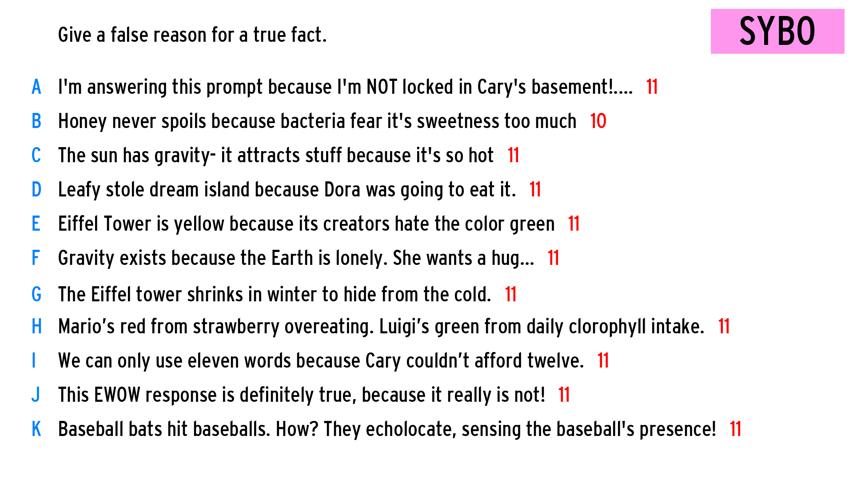 Give a false reason for a true fact.
SYBO
A I'm answering this prompt because I'm NOT locked in Cary's basement!.... 11
B Honey never spoils because bacteria fear it's sweetness too much 10
C The sun has gravity- it attracts stuff because it's so hot 11
D Leafy stole dream island because Dora was going to eat it. 11
E Eiffel Tower is yellow because its creators hate the color green 11
F Gravity exists because the Earth is lonely. She wants a hug... 11
G The Eiffel tower shrinks in winter to hide from the cold. 11
H Mario’s red from strawberry overeating. Luigi’s green from daily clorophyll intake. 11
I We can only use eleven words because Cary couldn’t afford twelve. 11
J This EWOW response is definitely true, because it really is not! 11
K Baseball bats hit baseballs. How? They echolocate, sensing the baseball's presence! 11